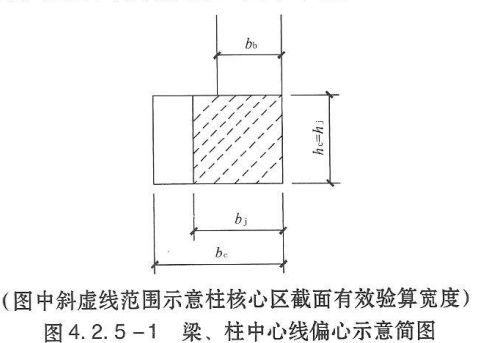 b_b
h_c=h_j
b_j
b_c
(图中斜虚线范围示意柱核心区截面有效验算宽度)
图4.2.5-1 梁、柱中心线偏心示意简图